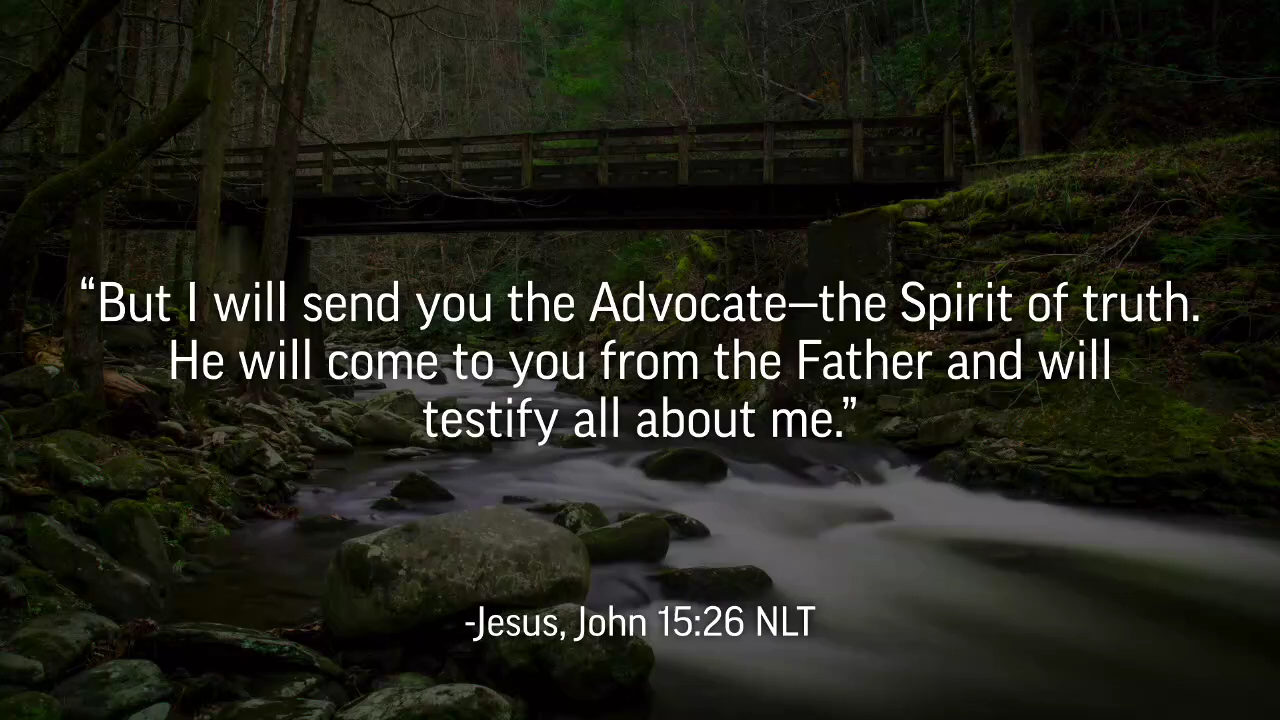 “But I will send you the Advocate—the Spirit of truth.
He will come to you from the Father and will
testify all about me.”
-Jesus, John 15:26 NLT